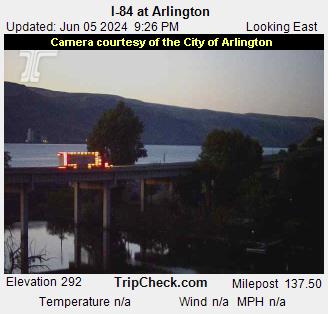 I-84 at Arlington
Updated: Jun 05 2024 9:26 PM Looking East
Camera courtesy of the City of Arlington
Elevation 292 TripCheck.com Milepost 137.50
Temperature n/a Wind n/a MPH n/a